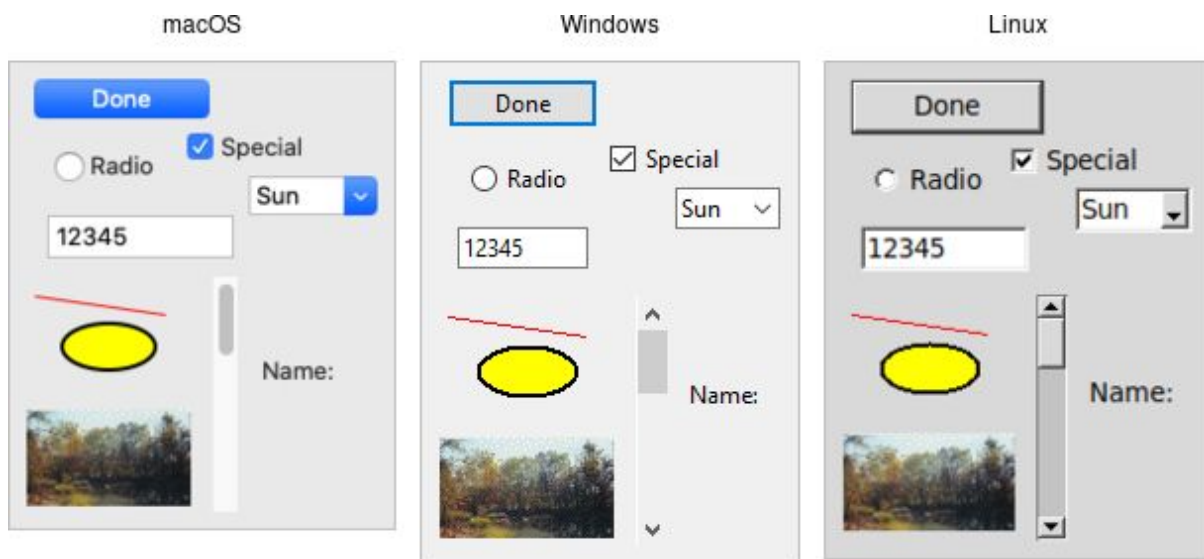 macOS
Done
Special
Radio
Sun
12345
Name:
Windows
Done
Special
Radio
Sun
12345
Name:
Linux
Done
Special
Radio
Sun
12345
Name: